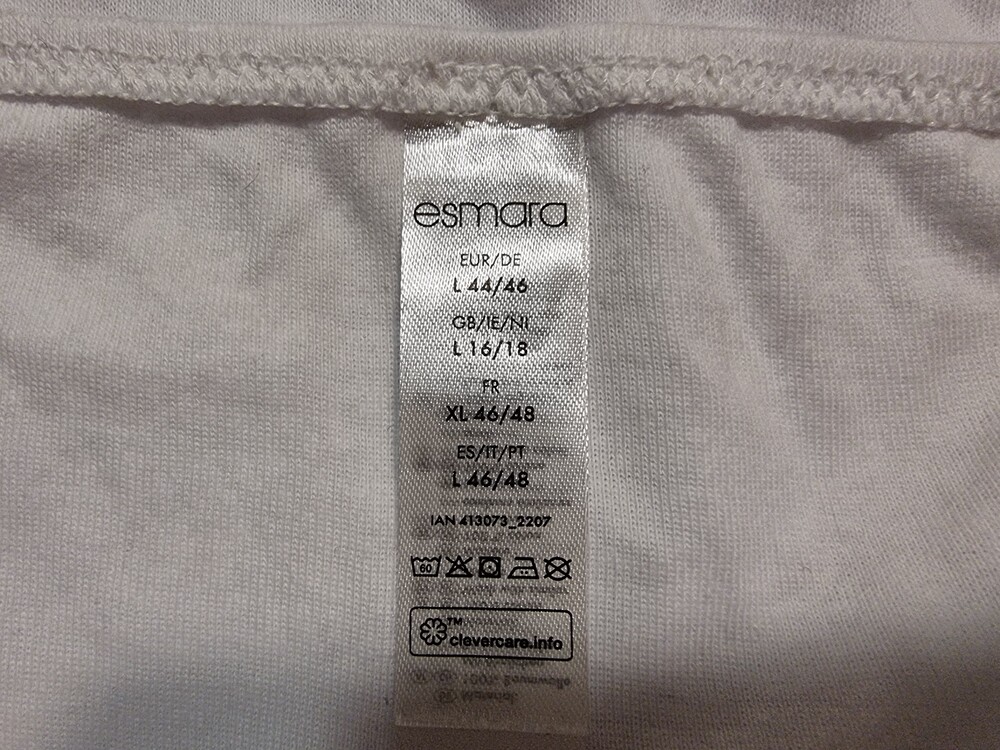 esmara
EUR/DE
L 44/46
GB/IE/NI
L 16/18
FR
XL 46/48
ES/IT/PT
L 46/48
IAN 413073_2207
60
™
clevercare.info